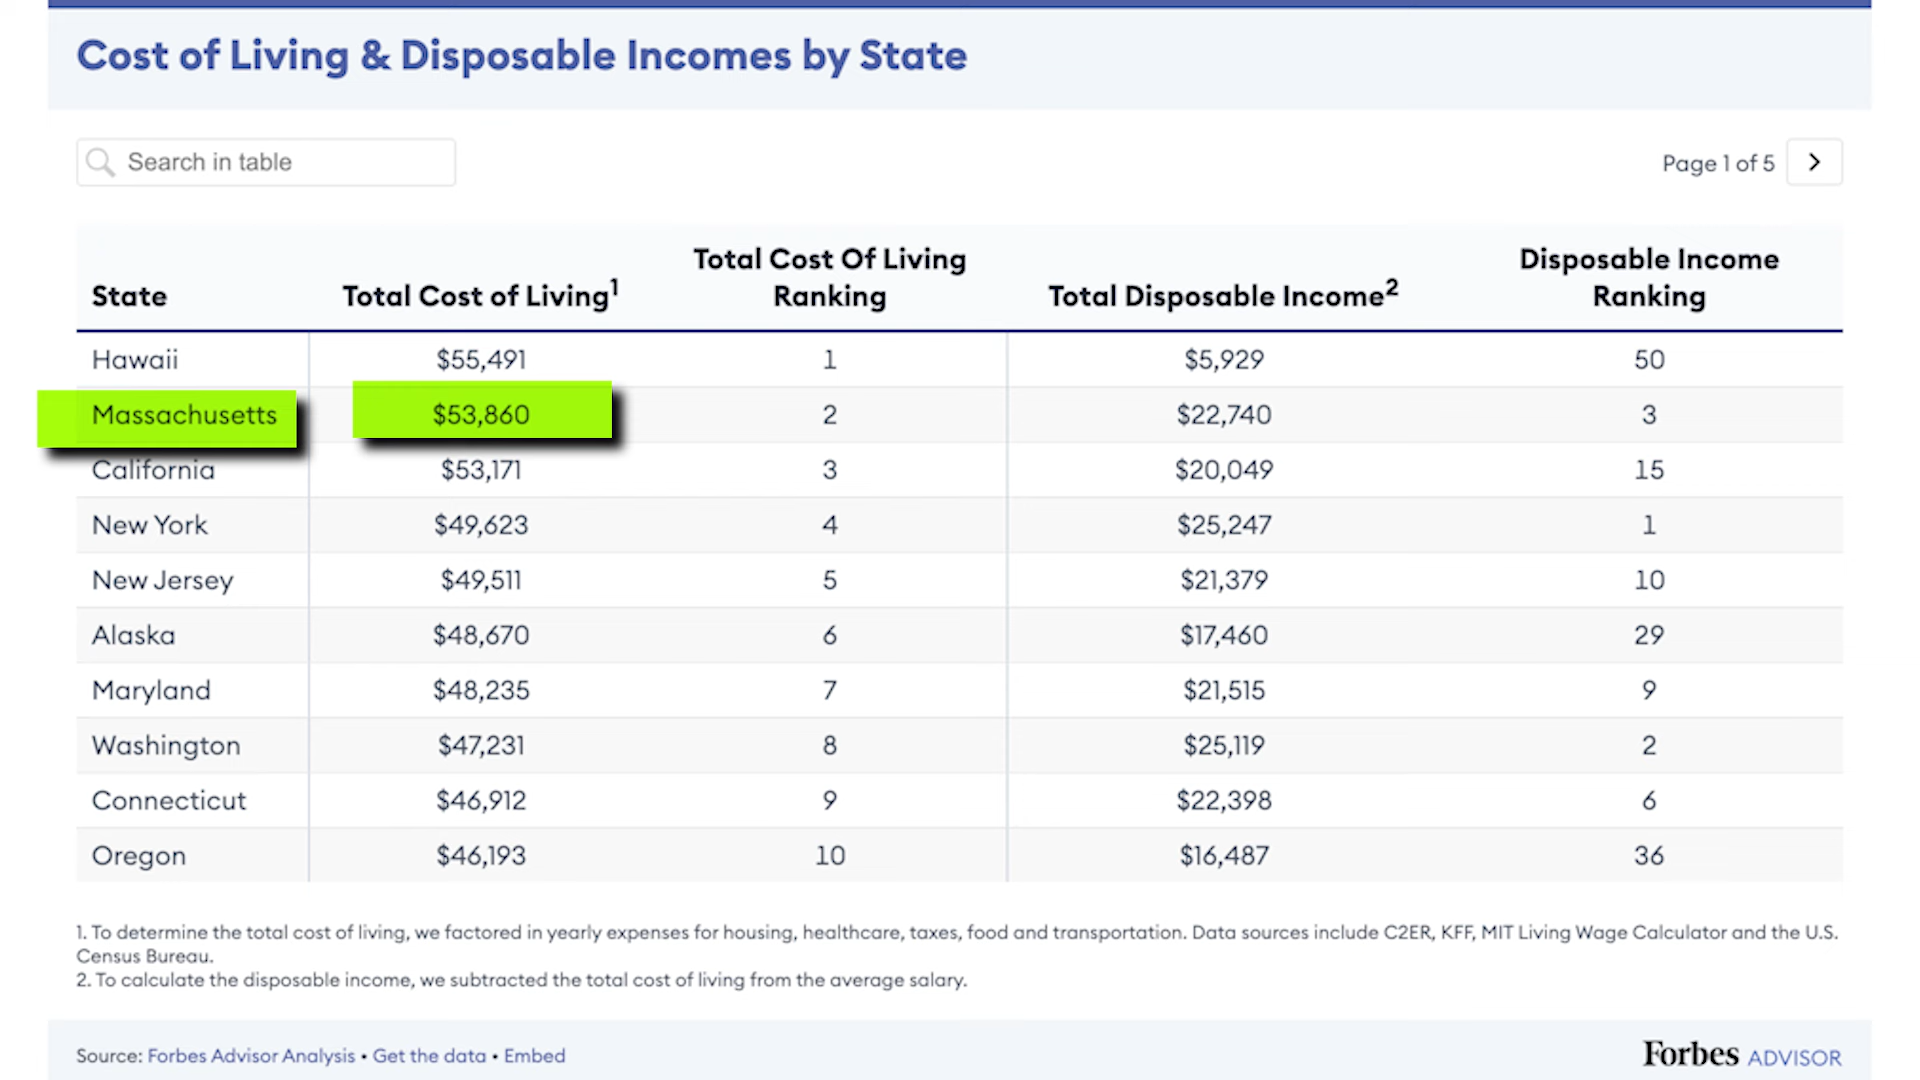 Cost of Living & Disposable Incomes by State
Search in table
Page 1 of 5
State Total Cost of Living1 Total Cost Of Living Ranking Total Disposable Income2 Disposable Income Ranking
Hawaii $55,491 1 $5,929 50
Massachusetts $53,860 2 $22,740 3
California $53,171 3 $20,049 15
New York $49,623 4 $25,247 1
New Jersey $49,511 5 $21,379 10
Alaska $48,670 6 $17,460 29
Maryland $48,235 7 $21,515 9
Washington $47,231 8 $25,119 2
Connecticut $46,912 9 $22,398 6
Oregon $46,193 10 $16,487 36
1. To determine the total cost of living, we factored in yearly expenses for housing, healthcare, taxes, food and transportation. Data sources include C2ER, KFF, MIT Living Wage Calculator and the U.S.
Census Bureau.
2. To calculate the disposable income, we subtracted the total cost of living from the average salary.
Source: Forbes Advisor Analysis • Get the data • Embed
Forbes ADVISOR